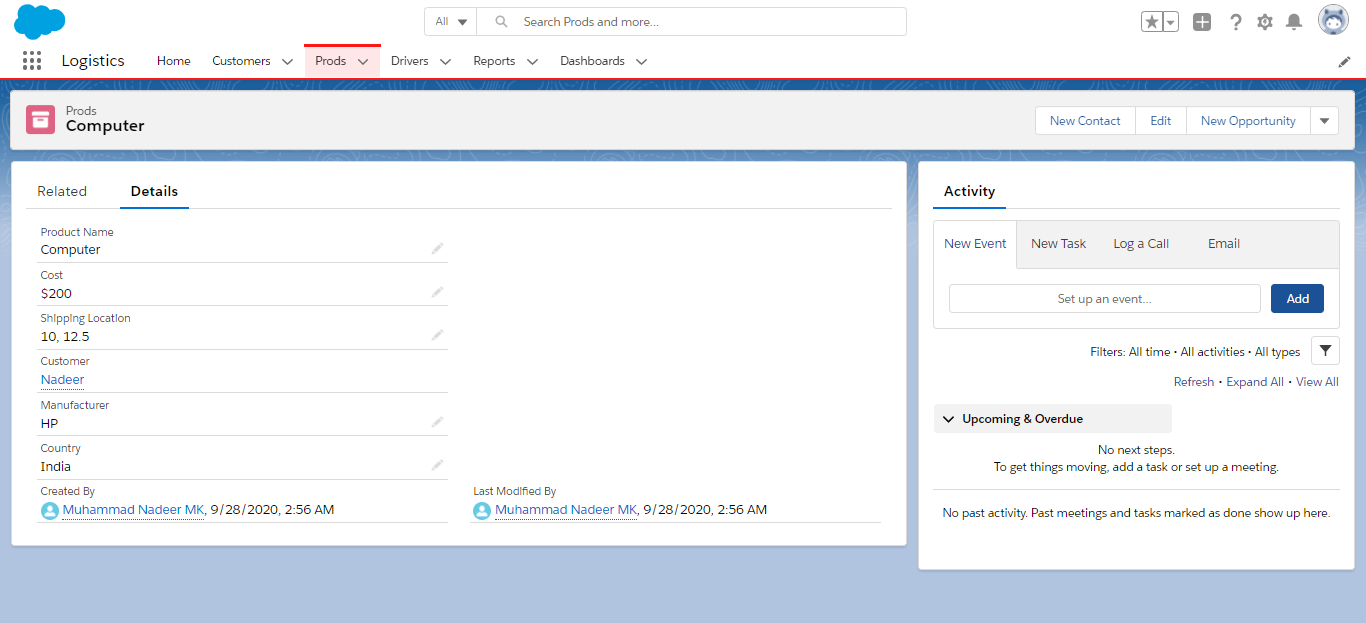 All
Search Prods and more...
Logistics
Home
Customers
Prods
Drivers
Reports
Dashboards
Prods
Computer
New Contact
Edit
New Opportunity
Related
Details
Product Name
Computer
Cost
$200
Shipping Location
10, 12.5
Customer
Nadeer
Manufacturer
HP
Country
India
Created By
Muhammad Nadeer MK, 9/28/2020, 2:56 AM
Last Modified By
Muhammad Nadeer MK, 9/28/2020, 2:56 AM
Activity
New Event
New Task
Log a Call
Email
Set up an event...
Add
Filters: All time • All activities • All types
Refresh • Expand All • View All
Upcoming & Overdue
No next steps.
To get things moving, add a task or set up a meeting.
No past activity. Past meetings and tasks marked as done show up here.